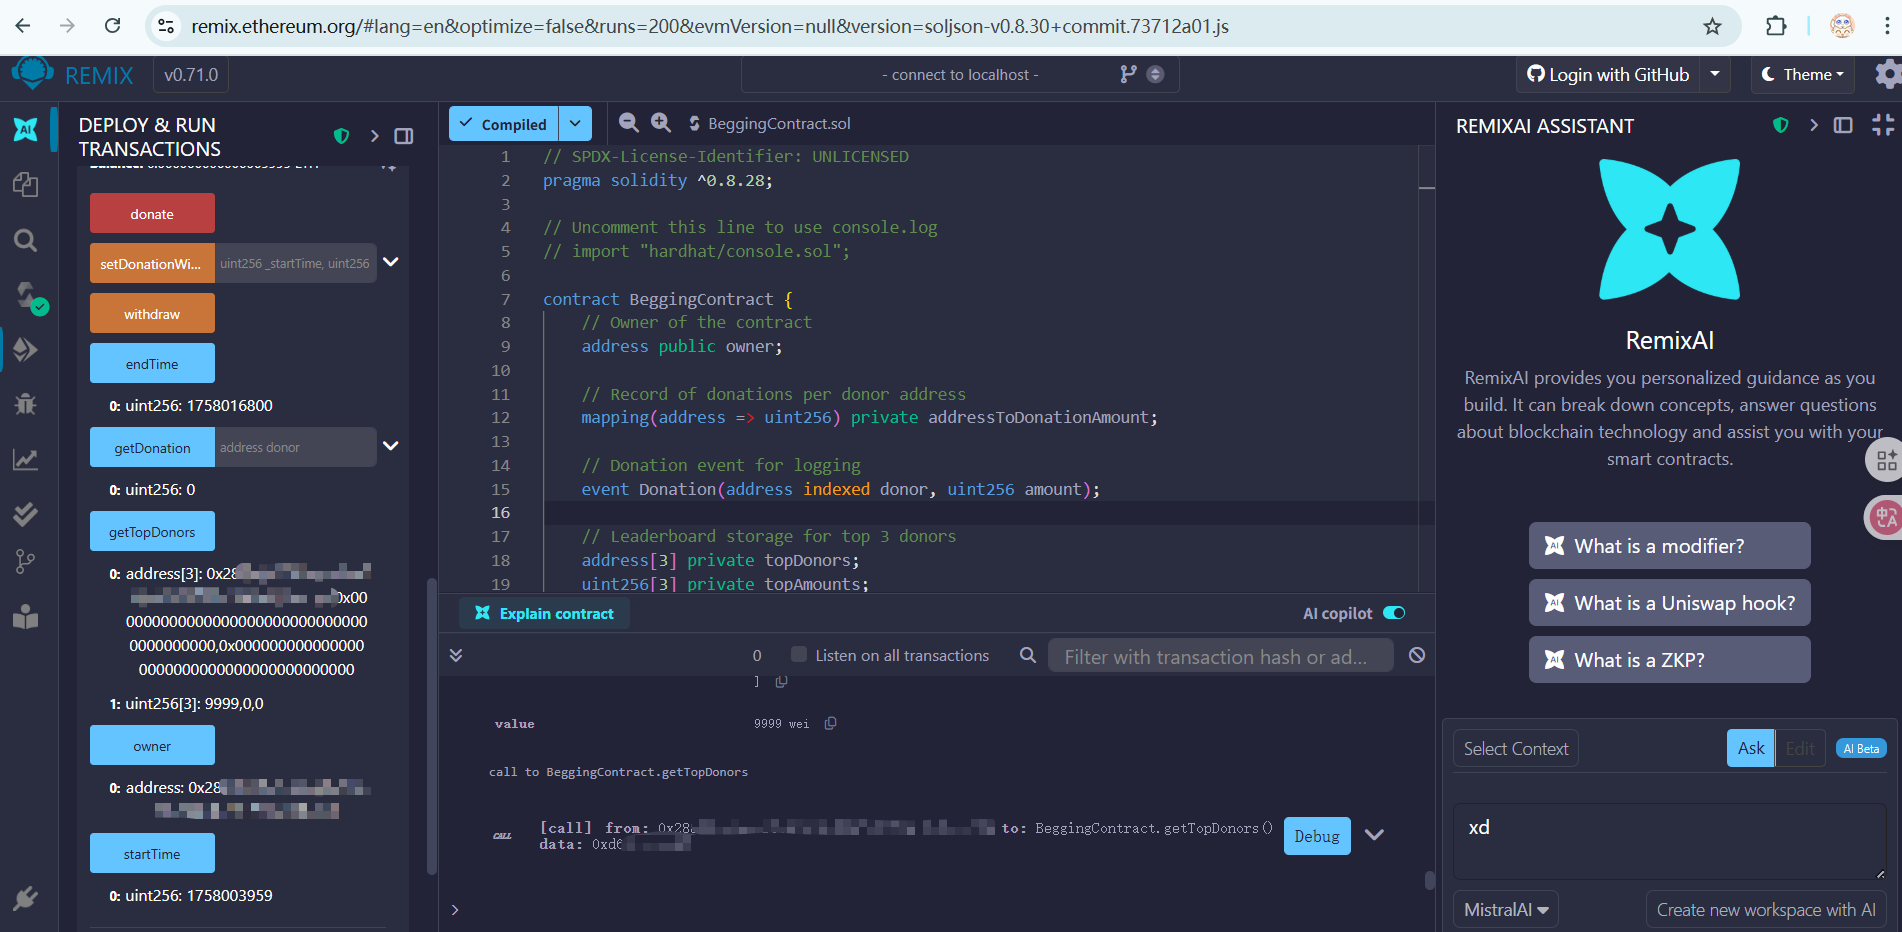 remix.ethereum.org/#lang=en&optimize=false&runs=200&evmVersion=null&version=soljson-v0.8.30+commit.73712a01.js
REMIX
v0.71.0
- connect to localhost -
Login with GitHub
Theme
AI
DEPLOY & RUN
TRANSACTIONS
donate
setDonationWi...
uint256 _startTime, uint256
withdraw
endTime
0: uint256: 1758016800
getDonation
address donor
0: uint256: 0
getTopDonors
0: address[3]: 0x28
0x00
00000000000000000000000000000
0000000000,0x000000000000000
0000000000000000000000000
1: uint256[3]: 9999,0,0
owner
0: address: 0x28
startTime
0: uint256: 1758003959
Compiled
BeggingContract.sol
1 // SPDX-License-Identifier: UNLICENSED
2 pragma solidity ^0.8.28;
3
4 // Uncomment this line to use console.log
5 // import "hardhat/console.sol";
6
7 contract BeggingContract {
8 // Owner of the contract
9 address public owner;
10
11 // Record of donations per donor address
12 mapping(address => uint256) private addressToDonationAmount;
13
14 // Donation event for logging
15 event Donation(address indexed donor, uint256 amount);
16
17 // Leaderboard storage for top 3 donors
18 address[3] private topDonors;
19 uint256[3] private topAmounts;
Explain contract
AI copilot
0
Listen on all transactions
Filter with transaction hash or ad...
]
value
9999 wei
call to BeggingContract.getTopDonors
CALL
[call] from: 0x28
to: BeggingContract.getTopDonors()
data: 0xd6
Debug
>
REMIXAI ASSISTANT
RemixAI
RemixAI provides you personalized guidance as you
build. It can break down concepts, answer questions
about blockchain technology and assist you with your
smart contracts.
中A
AI What is a modifier?
AI What is a Uniswap hook?
AI What is a ZKP?
Select Context
Ask
Edit
AI Beta
xd
MistralAI
Create new workspace with AI